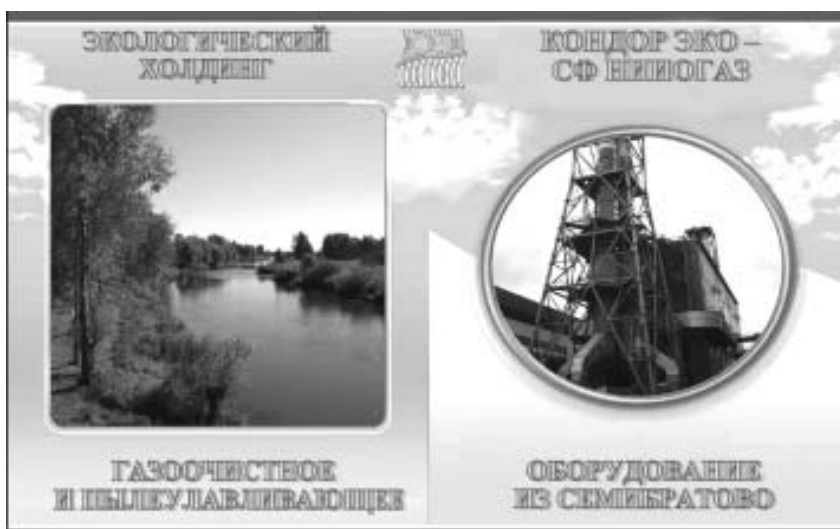 ЭКОЛОГИЧЕСКИЙ
ХОЛДИНГ
КОНДОР ЭКО –
СФ НИИОГАЗ
ГАЗООЧИСТНОЕ
И ПЫЛЕУЛАВЛИВАЮЩЕЕ
ОБОРУДОВАНИЕ
ИЗ СЕМИБРАТОВО